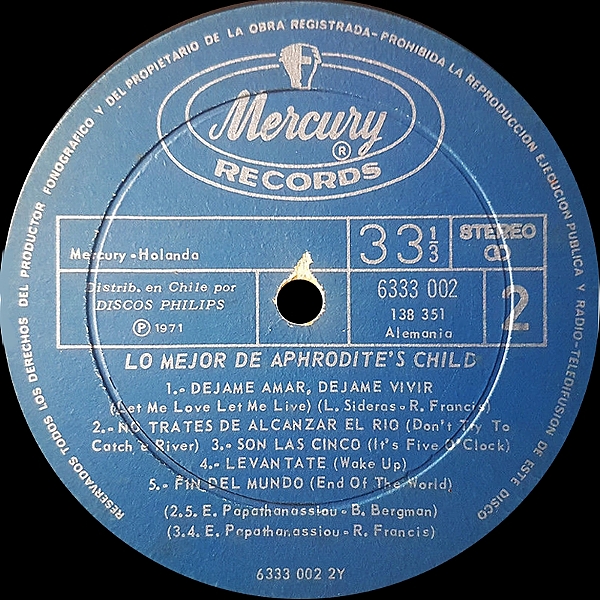 RESERVADOS TODOS LOS DERECHOS DEL PRODUCTOR FONOGRAFICO Y DEL PROPIETARIO DE LA OBRA REGISTRADA-PROHIBIDA LA REPRODUCCION EJECUCION PUBLICA Y RADIO-TELEDIFUSION DE ESTE DISCO
Mercury ®
RECORDS
Mercury-Holanda
33 1/3
STEREO
Distrib. en Chile por
DISCOS PHILIPS
℗ 1971
6333 002
138 351
Alemania
2
LO MEJOR DE APHRODITE'S CHILD
1.- DEJAME AMAR, DEJAME VIVIR
(Let Me Love Let Me Live) (L. Sideras-R. Francis)
2.- NO TRATES DE ALCANZAR EL RIO (Don't Try To
Catch a River) 3.- SON LAS CINCO (It's Five O'Clock)
4.- LEVANTATE (Wake Up)
5.- FIN DEL MUNDO (End Of The World)
(2.5. E. Papathanassiou - B. Bergman)
(3.4. E. Papathanassiou - R. Francis)
6333 002 2Y